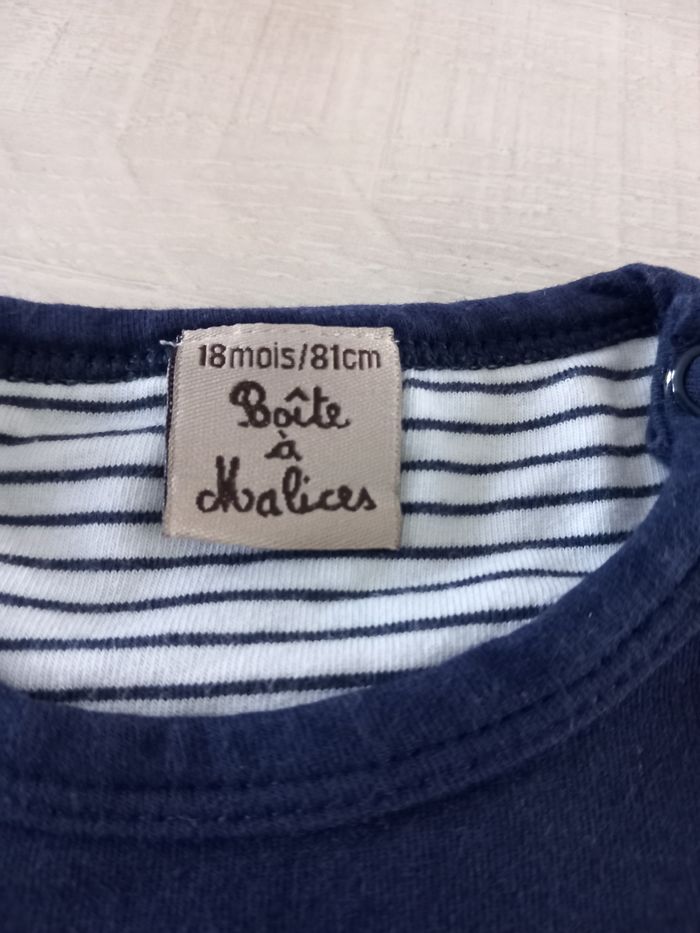 18mois/81cm
Boîte
à
Malices